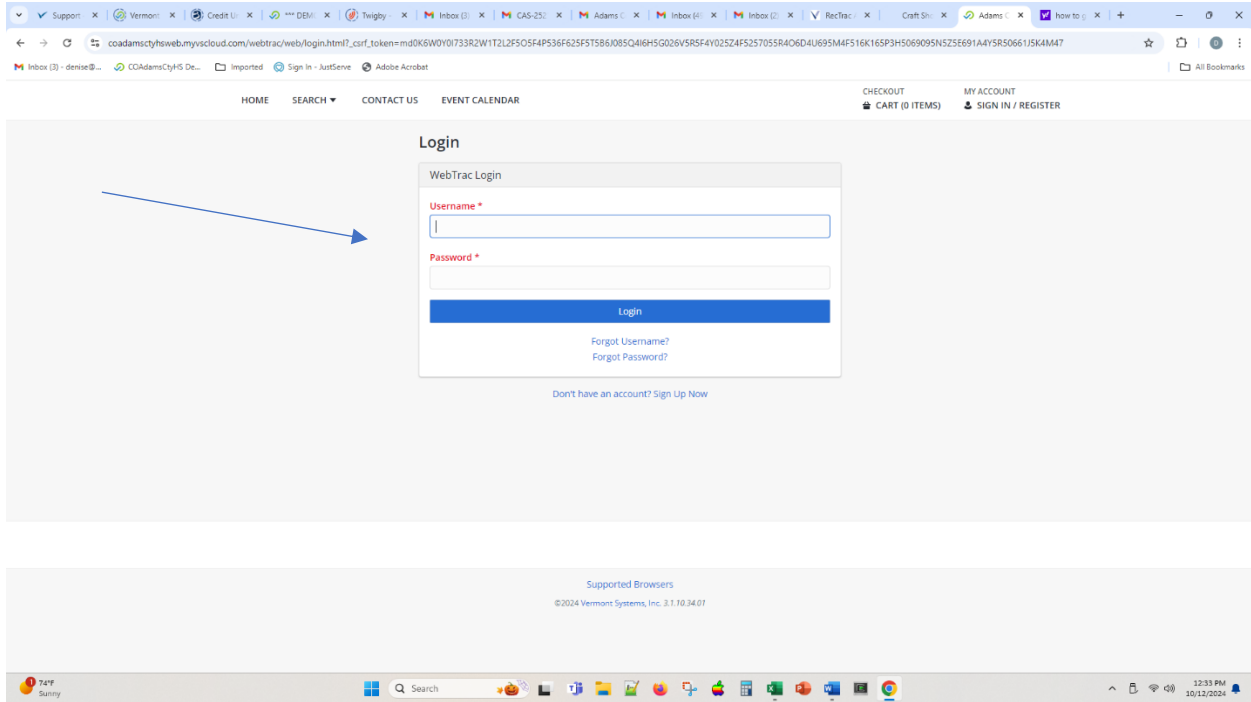 Support
Vermont
Credit Un
*** DEM
Twigby
Inbox (3)
CAS-252
Adams C
Inbox (2)
RecTrac
Craft Sh
Adams C
how to g
coadamsctyhsweb.myvscloud.com/webtrac/web/login.html?_csrf_token=
D
Inbox (3) - denise@...
COAdamsCtyHS De...
Imported
Sign In - JustServe
Adobe Acrobat
All Bookmarks
HOME SEARCH CONTACT US EVENT CALENDAR
CHECKOUT
CART (0 ITEMS)
MY ACCOUNT
SIGN IN / REGISTER
Login
WebTrac Login
Username *
Password *
Login
Forgot Username?
Forgot Password?
Don't have an account? Sign Up Now
Supported Browsers
©2024 Vermont Systems, Inc. 3.1.10.34.01
1
74°F
Sunny
Search
12:33 PM
10/12/2024